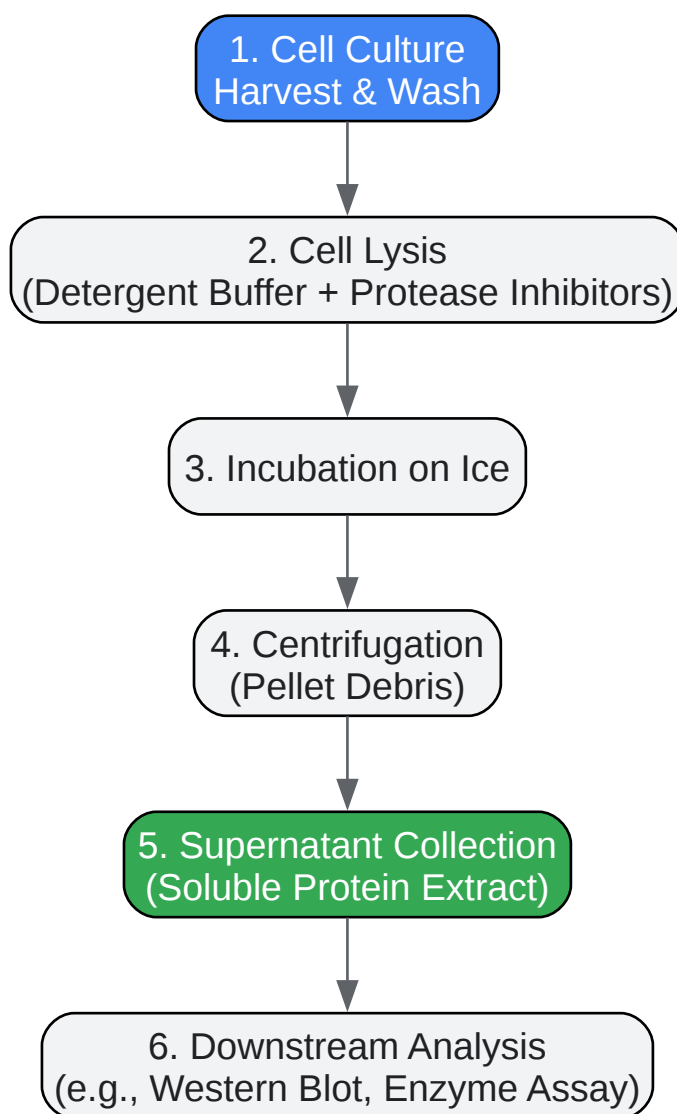 1. Cell Culture
Harvest & Wash
2. Cell Lysis
(Detergent Buffer + Protease Inhibitors)
3. Incubation on Ice
4. Centrifugation
(Pellet Debris)
5. Supernatant Collection
(Soluble Protein Extract)
6. Downstream Analysis
(e.g., Western Blot, Enzyme Assay)